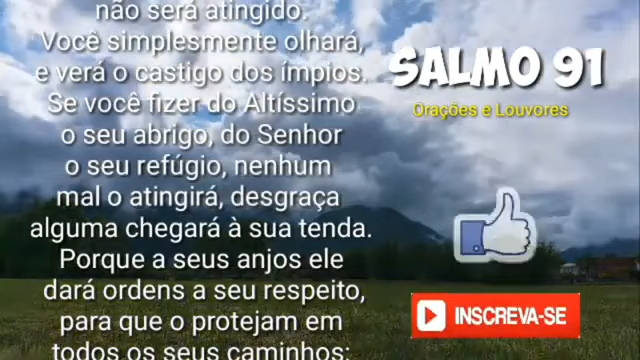 não será atingido.
Você simplesmente olhará,
e verá o castigo dos ímpios.
Se você fizer do Altíssimo
o seu abrigo, do Senhor
o seu refúgio, nenhum
mal o atingirá, desgraça
alguma chegará à sua tenda.
Porque a seus anjos ele
dará ordens a seu respeito,
para que o protejam em
todos os seus caminhos;
SALMO 91
Orações e Louvores
INSCREVA-SE